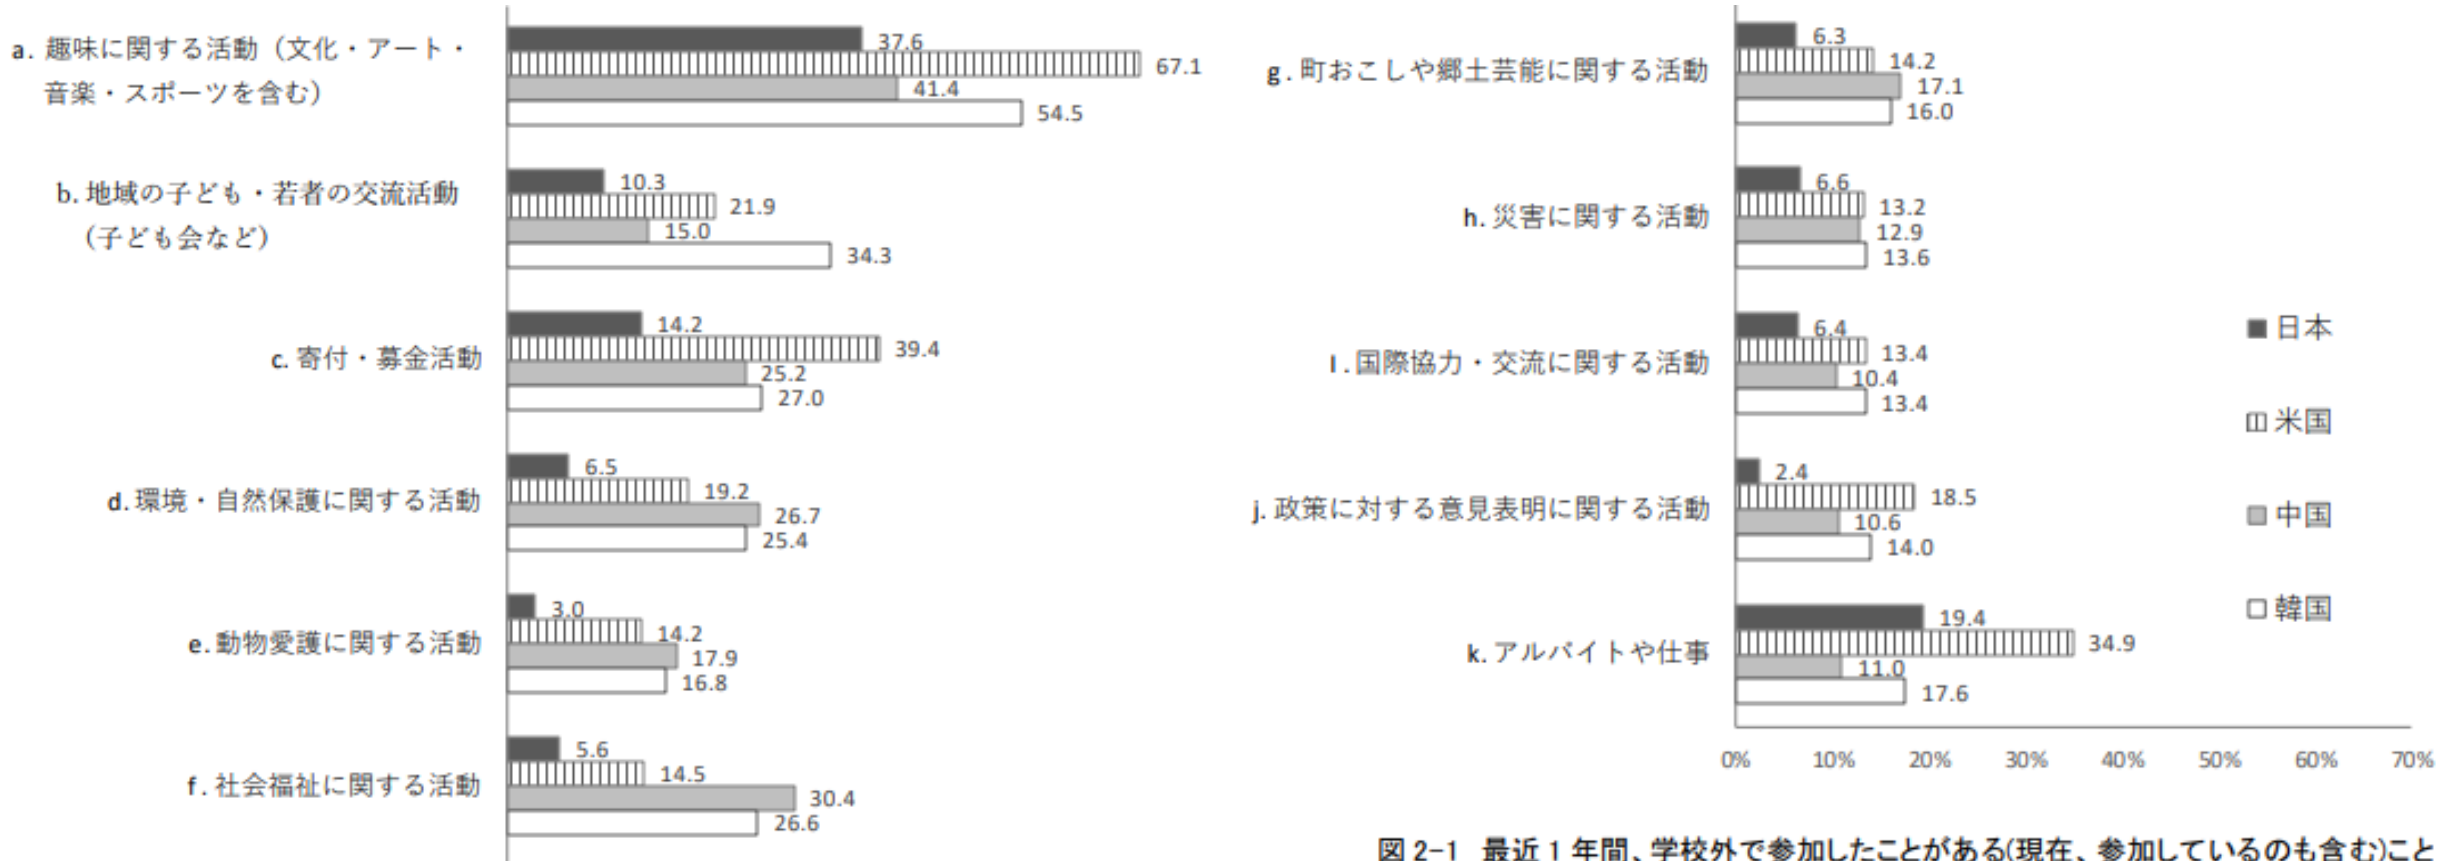 a. 趣味に関する活動（文化・アート・
音楽・スポーツを含む）
37.6
67.1
41.4
54.5
b. 地域の子ども・若者の交流活動
（子ども会など）
10.3
21.9
15.0
34.3
c. 寄付・募金活動
14.2
39.4
25.2
27.0
d. 環境・自然保護に関する活動
6.5
19.2
26.7
25.4
e. 動物愛護に関する活動
3.0
14.2
17.9
16.8
f. 社会福祉に関する活動
5.6
14.5
30.4
26.6
g. 町おこしや郷土芸能に関する活動
6.3
14.2
17.1
16.0
h. 災害に関する活動
6.6
13.2
12.9
13.6
I. 国際協力・交流に関する活動
6.4
13.4
10.4
13.4
j. 政策に対する意見表明に関する活動
2.4
18.5
10.6
14.0
k. アルバイトや仕事
19.4
34.9
11.0
17.6
0% 10% 20% 30% 40% 50% 60% 70%
日本
米国
中国
韓国
図 2-1 最近 1 年間、学校外で参加したことがある(現在、参加しているのも含む)こと